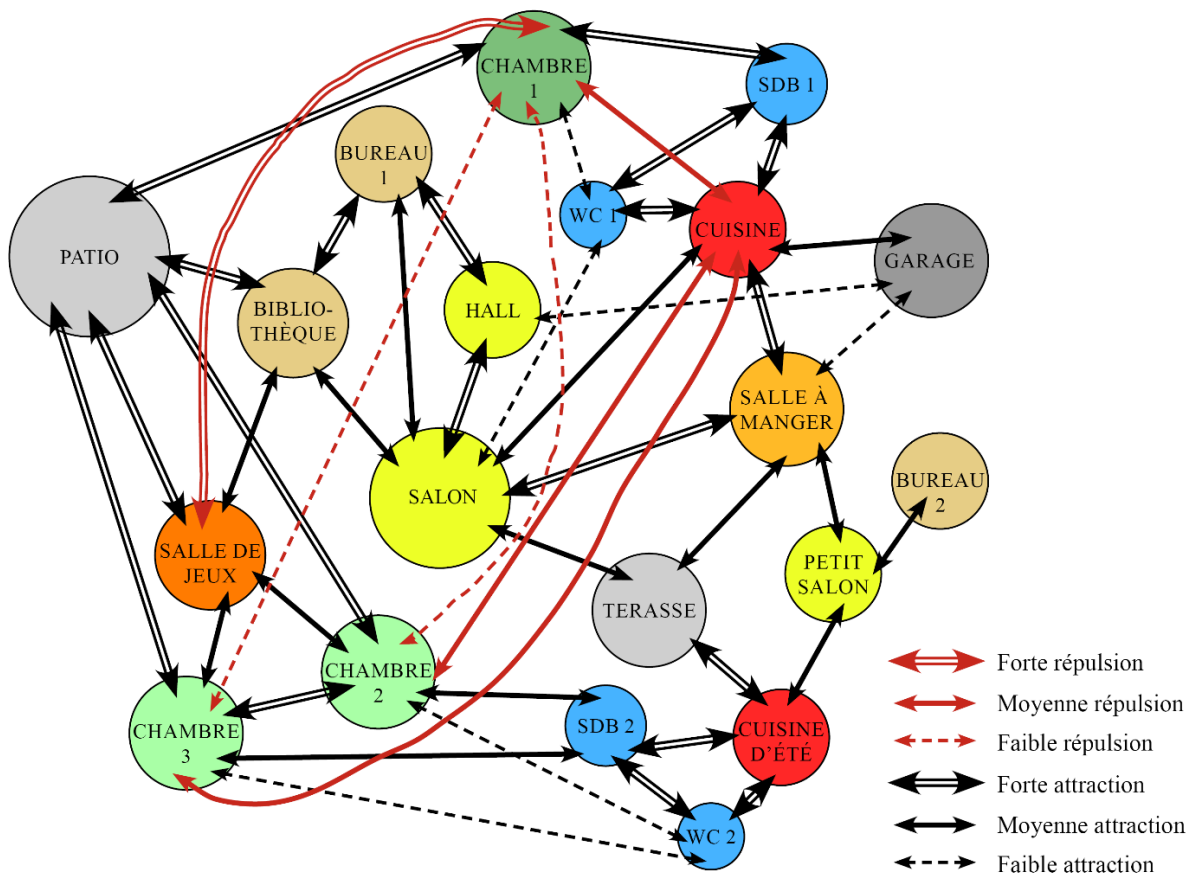 CHAMBRE
1
SDB 1
BUREAU
1
WC 1
CUISINE
PATIO
GARAGE
BIBLIO-
THÈQUE
HALL
SALLE À
MANGER
BUREAU
2
SALON
SALLE DE
JEUX
PETIT
SALON
TERASSE
CHAMBRE
2
CHAMBRE
3
SDB 2
CUISINE
D'ÉTÉ
WC 2
Forte répulsion
Moyenne répulsion
Faible répulsion
Forte attraction
Moyenne attraction
Faible attraction